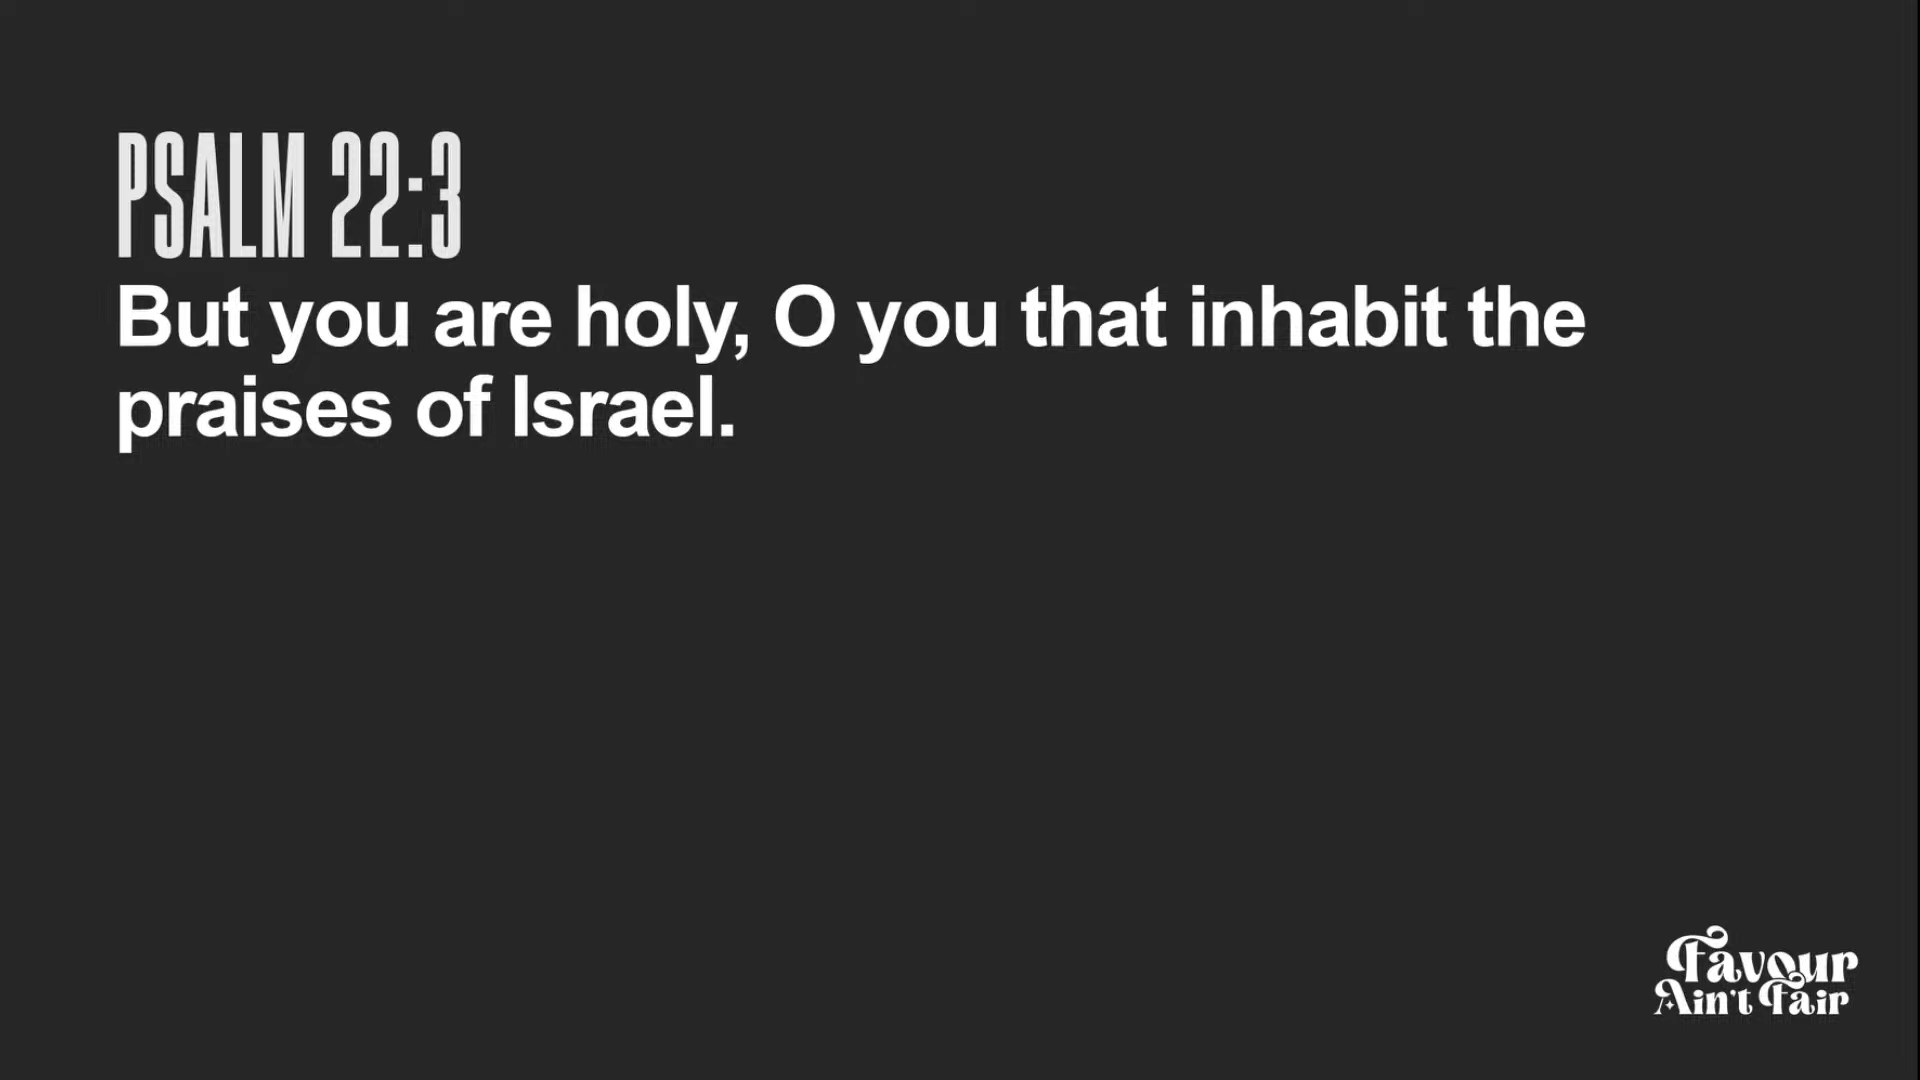 PSALM 22:3
But you are holy, O you that inhabit the
praises of Israel.
Favour
Ain't Fair